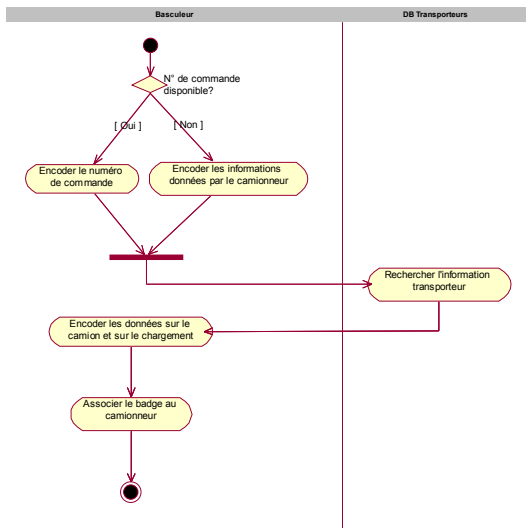 Basculeur
DB Transporteurs
N° de commande
disponible?
[ Oui ]
[ Non ]
Encoder le numéro
de commande
Encoder les informations
données par le camionneur
Rechercher l'information
transporteur
Encoder les données sur le
camion et sur le chargement
Associer le badge au
camionneur